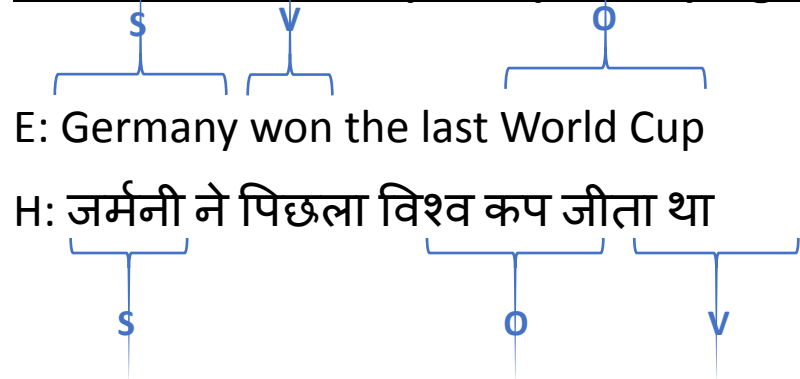 S V O
E: Germany won the last World Cup
H: जर्मनी ने पिछला विश्व कप जीता था
S O V